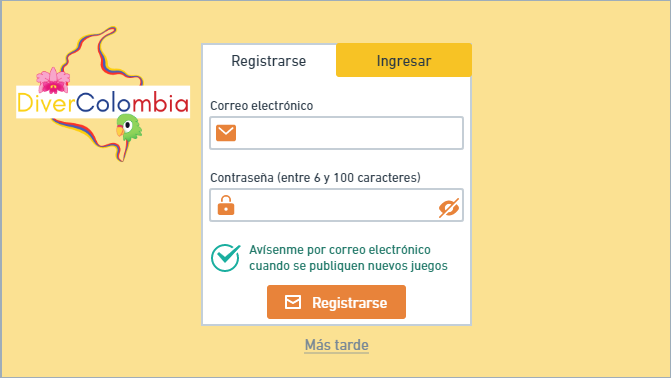 DiverColombia
Registrarse
Ingresar
Correo electrónico
Contraseña (entre 6 y 100 caracteres)
Avísenme por correo electrónico
cuando se publiquen nuevos juegos
Registrarse
Más tarde